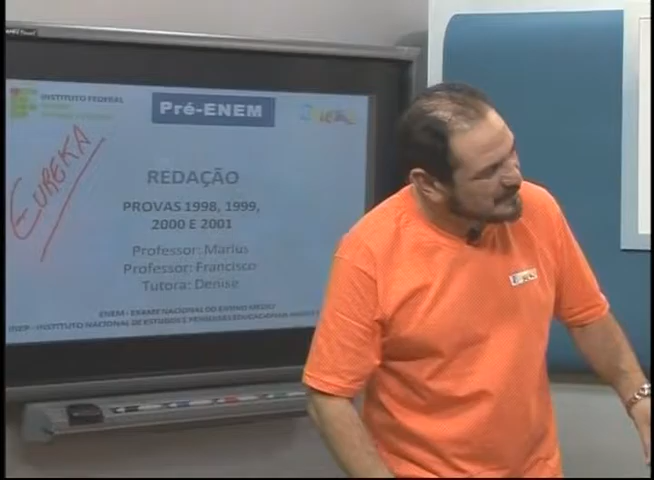 INSTITUTO FEDERAL
Pré-ENEM
EUREKA
REDAÇÃO
PROVAS 1998, 1999,
2000 E 2001
Professor: Marius
Professor: Francisco
Tutora: Denise
ENEM - EXAME NACIONAL DO ENSINO MÉDIO
INEP - INSTITUTO NACIONAL DE ESTUDOS E PESQUISAS EDUCACIONAIS